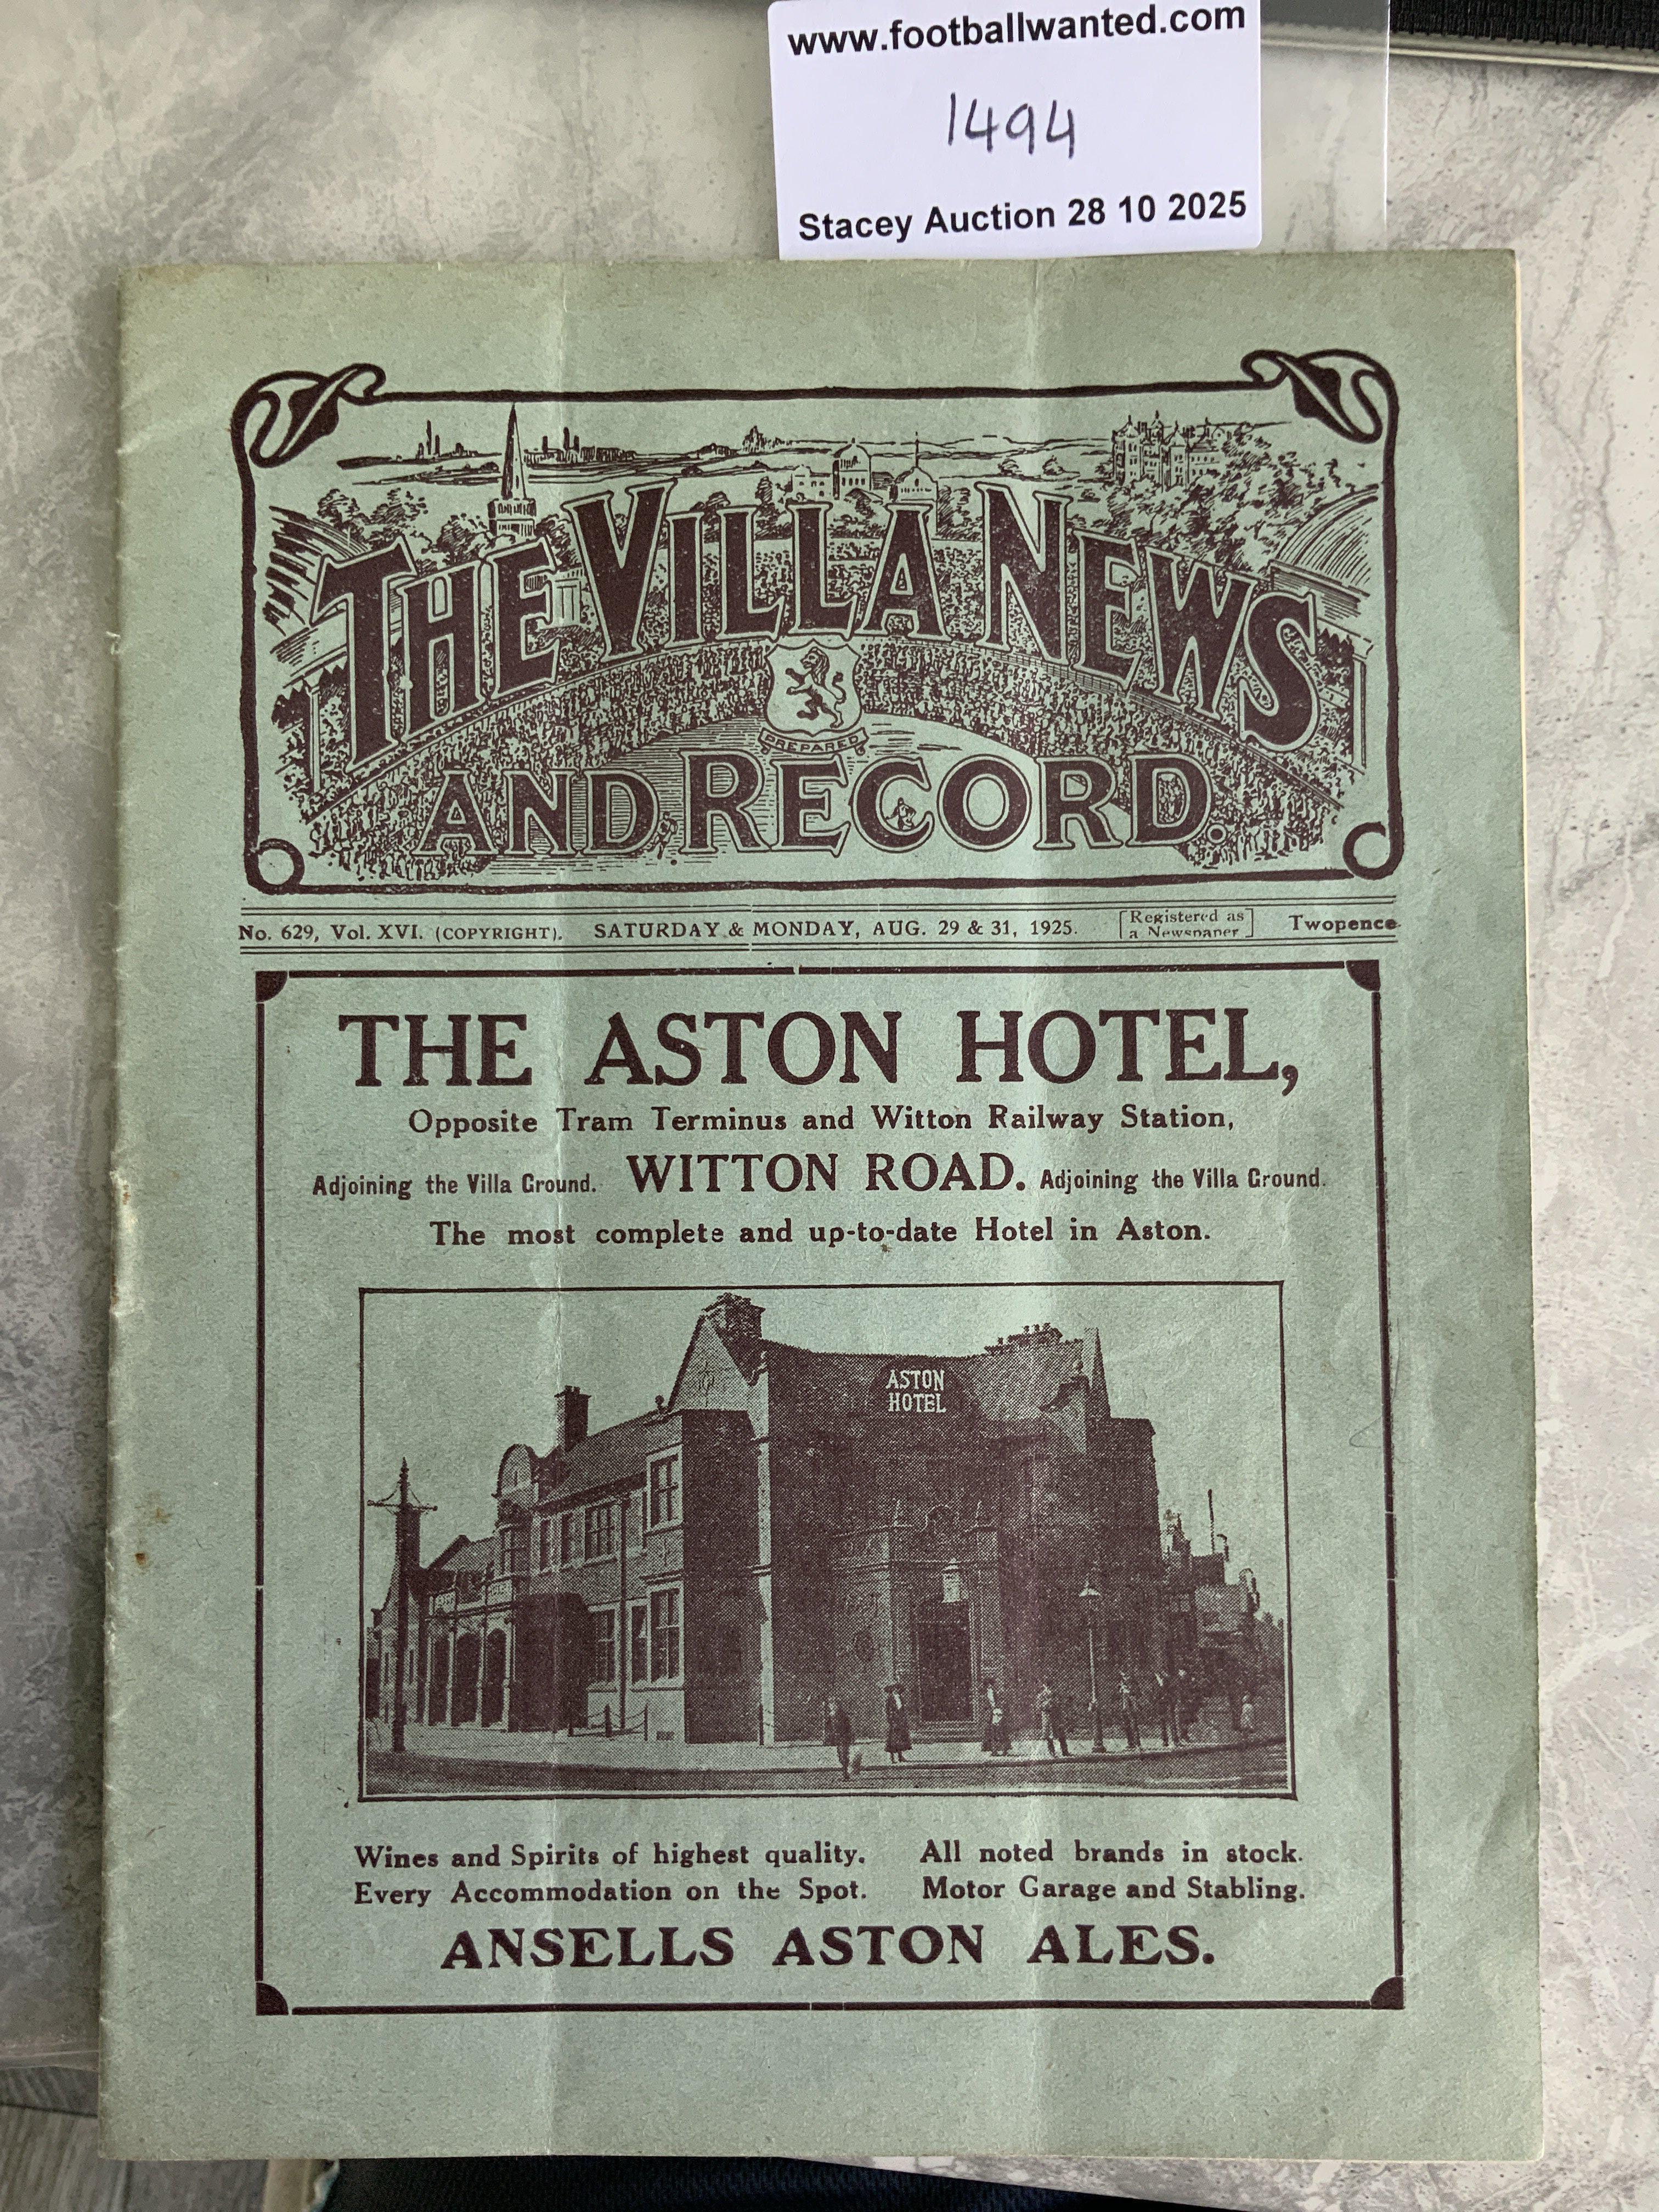 www.footballwanted.com
1494
Stacey Auction 28 10 2025
THE VILLA NEWS
PREPARED
AND RECORD.
No. 629, Vol. XVI. (COPYRIGHT). SATURDAY & MONDAY, AUG. 29 & 31, 1925. [Registered as a Newspaper] Twopence
THE ASTON HOTEL,
Opposite Tram Terminus and Witton Railway Station,
Adjoining the Villa Ground. WITTON ROAD. Adjoining the Villa Ground.
The most complete and up-to-date Hotel in Aston.
ASTON
HOTEL
Wines and Spirits of highest quality. All noted brands in stock.
Every Accommodation on the Spot. Motor Garage and Stabling.
ANSELLS ASTON ALES.